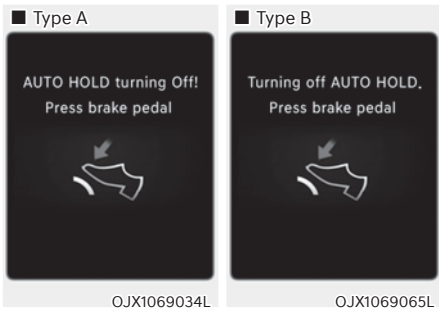 ■ Type A
AUTO HOLD turning Off!
Press brake pedal
OJX1069034L
■ Type B
Turning off AUTO HOLD.
Press brake pedal
OJX1069065L